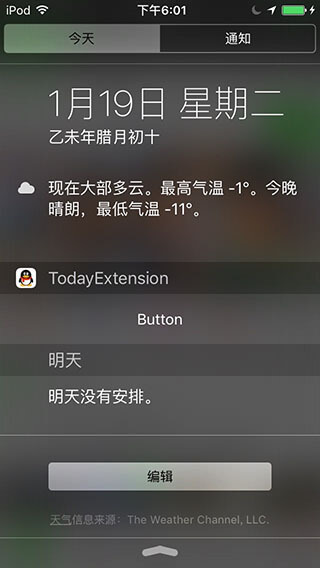 iPod 下午6:01
今天 通知
1月19日 星期二
乙未年腊月初十
现在大部多云。最高气温 -1°。今晚
晴朗，最低气温 -11°。
TodayExtension
Button
明天
明天没有安排。
编辑
天气信息来源：The Weather Channel, LLC.